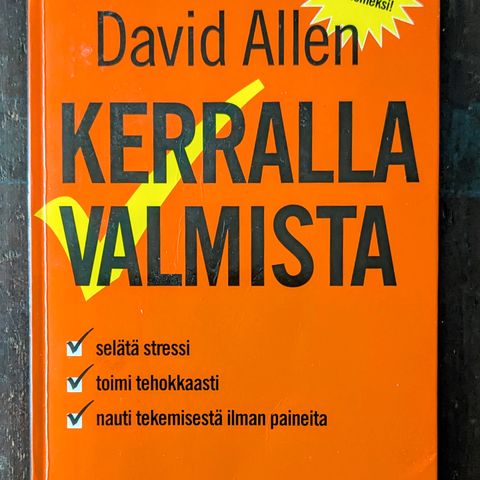 David Allen
KERRALLA
VALMISTA
selätä stressi
toimi tehokkaasti
nauti tekemisestä ilman paineita